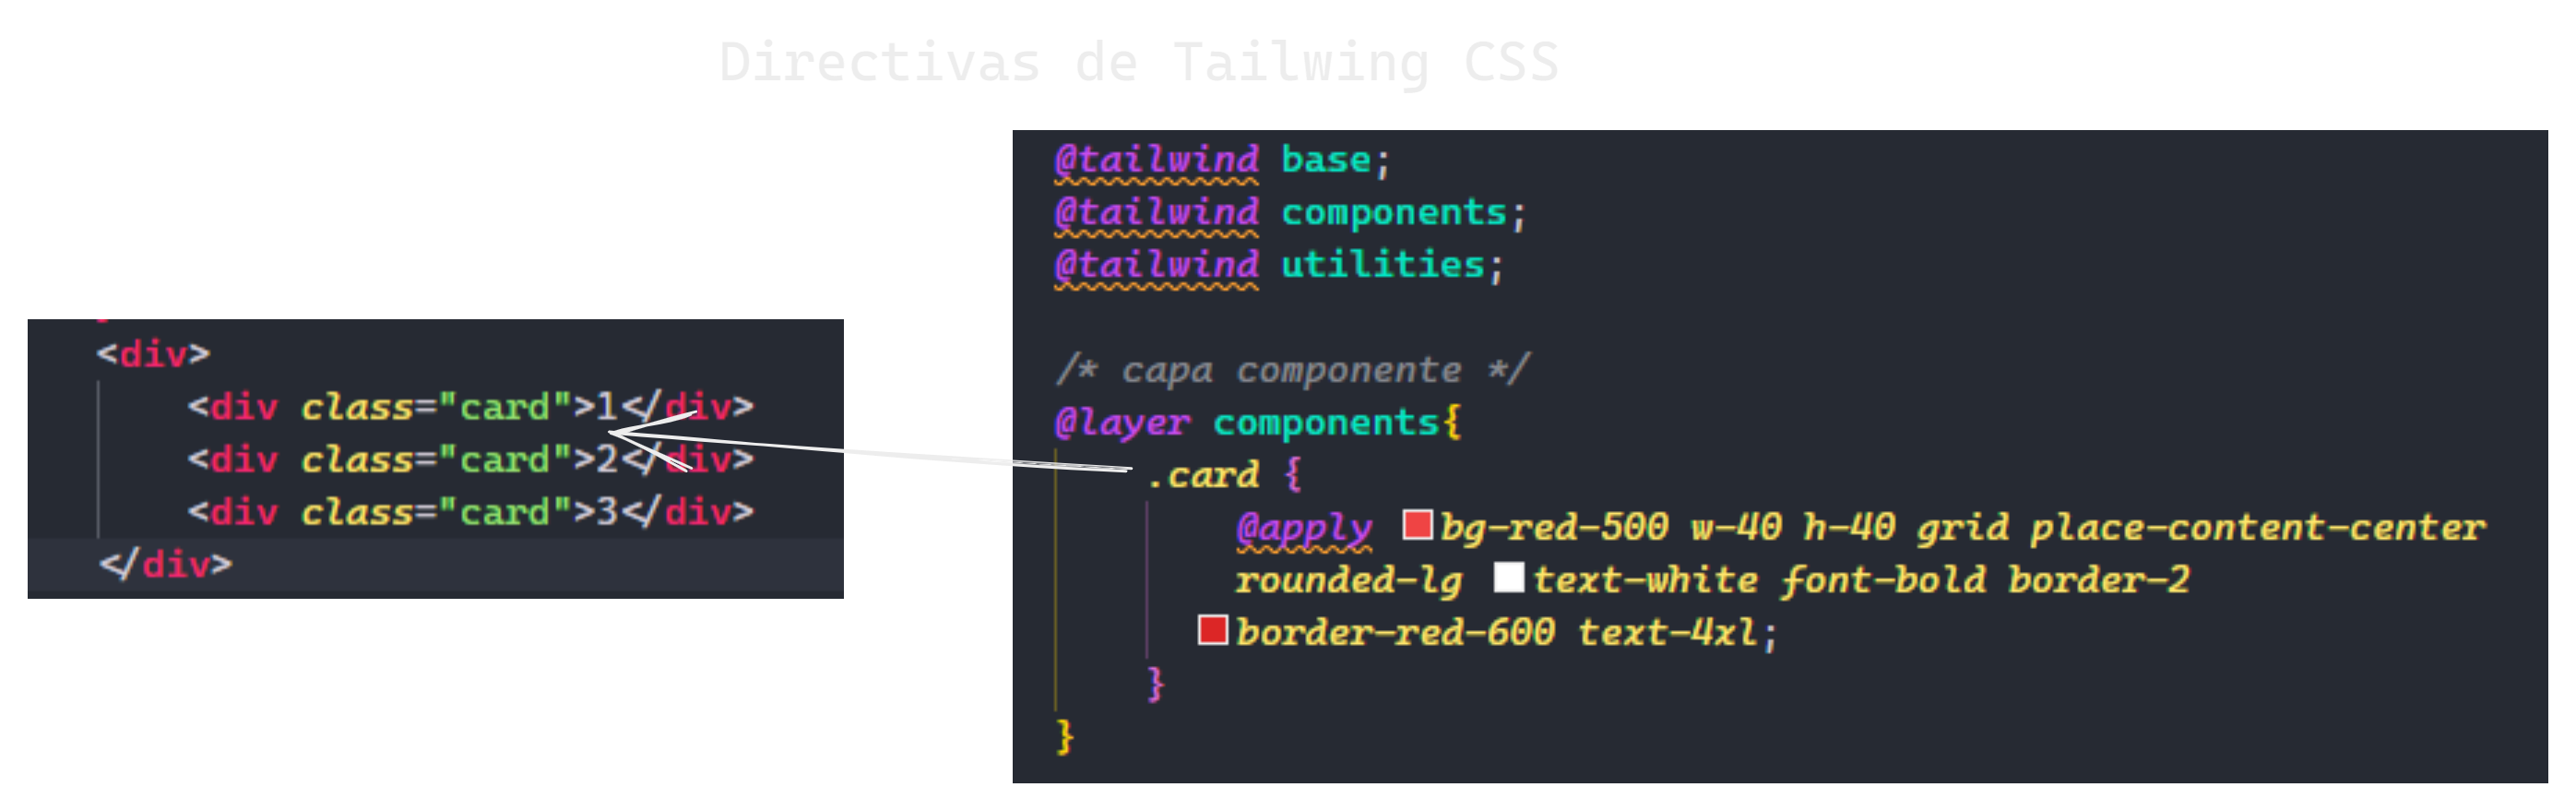 Directivas de Tailwing CSS
<div>
<div class="card">1</div>
<div class="card">2</div>
<div class="card">3</div>
</div>
@tailwind base;
@tailwind components;
@tailwind utilities;
/* capa componente */
@layer components{
.card {
@apply bg-red-500 w-40 h-40 grid place-content-center
rounded-lg text-white font-bold border-2
border-red-600 text-4xl;
}
}